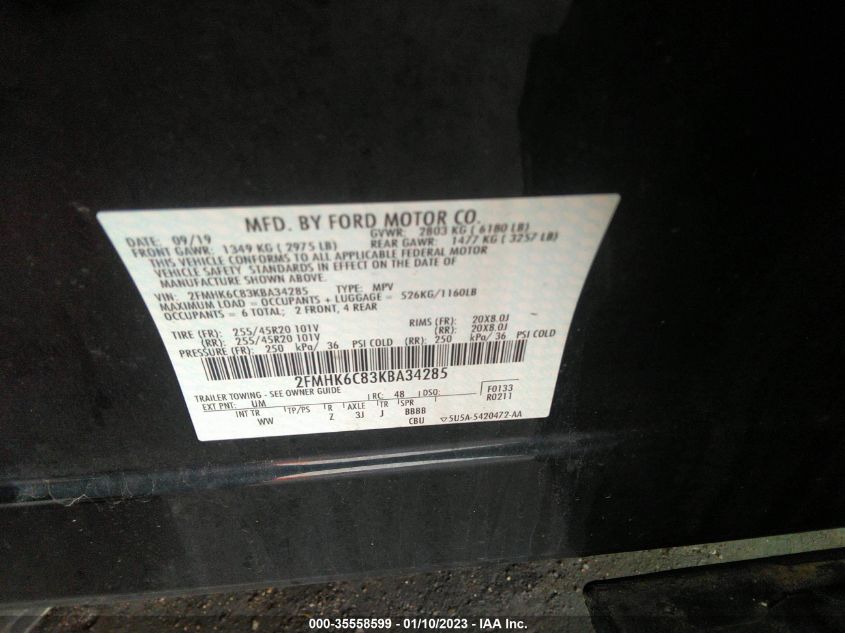 MFD. BY FORD MOTOR CO.
DATE: 09/19 GVWR: 2803 KG ( 6180 LB)
FRONT GAWR: 1349 KG ( 2975 LB) REAR GAWR: 1477 KG ( 3257 LB)
THIS VEHICLE CONFORMS TO ALL APPLICABLE FEDERAL MOTOR
VEHICLE SAFETY STANDARDS IN EFFECT ON THE DATE OF
MANUFACTURE SHOWN ABOVE.
VIN: 2FMHK6C83KBA34285 TYPE: MPV
MAXIMUM LOAD = OCCUPANTS + LUGGAGE = 526KG/1160LB
OCCUPANTS = 6 TOTAL; 2 FRONT, 4 REAR
TIRE (FR): 255/45R20 101V RIMS (FR): 20X8.0J
(RR): 255/45R20 101V (RR): 20X8.0J
PRESSURE (FR): 250 kPa/ 36 PSI COLD (RR): 250 kPa/ 36 PSI COLD
2FMHK6C83KBA34285
TRAILER TOWING - SEE OWNER GUIDE
EXT PNT: UM RC: 48 DSO: F0133
R0211
INT TR TP/PS R AXLE TR SPR
WW Z 3J J BBBB
CBU ▽5U5A-5420472-AA
000-35558599 — 01/10/2023 — IAA Inc.